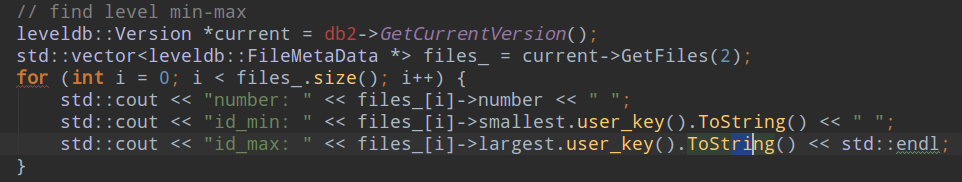 // find level min-max
leveldb::Version *current = db2->GetCurrentVersion();
std::vector<leveldb::FileMetaData *> files_ = current->GetFiles(2);
for (int i = 0; i < files_.size(); i++) {
    std::cout << "number: " << files_[i]->number << " ";
    std::cout << "id_min: " << files_[i]->smallest.user_key().ToString() << " ";
    std::cout << "id_max: " << files_[i]->largest.user_key().ToString() << std::endl;
}